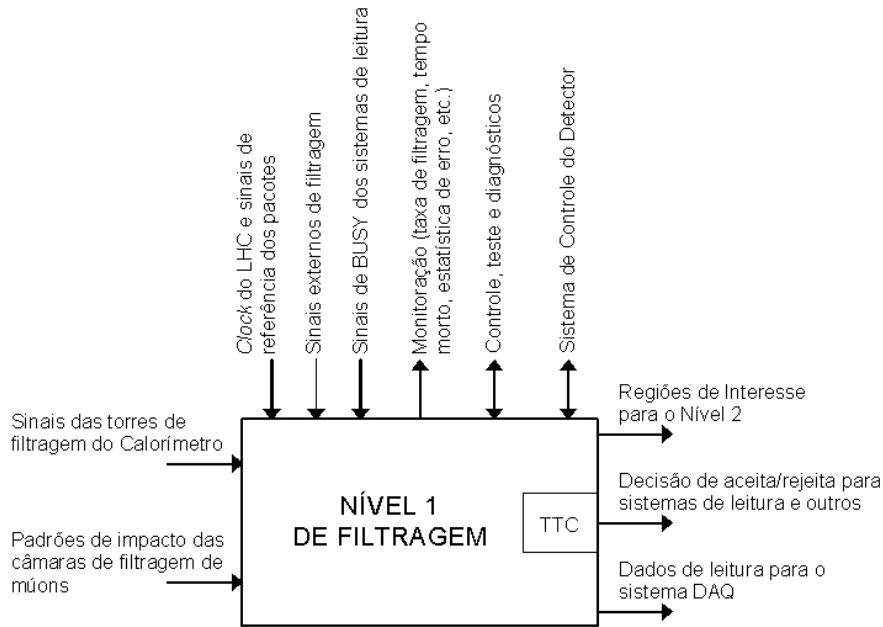 Clock do LHC e sinais de
referência dos pacotes
Sinais externos de filtragem
Sinais de BUSY dos sistemas de leitura
Monitoração (taxa de filtragem, tempo
morto, estatística de erro, etc.)
Controle, teste e diagnósticos
Sistema de Controle do Detector
Sinais das torres de
filtragem do Calorímetro
Padrões de impacto das
câmaras de filtragem de
múons
NÍVEL 1
DE FILTRAGEM
TTC
Regiões de Interesse
para o Nível 2
Decisão de aceita/rejeita para
sistemas de leitura e outros
Dados de leitura para o
sistema DAQ